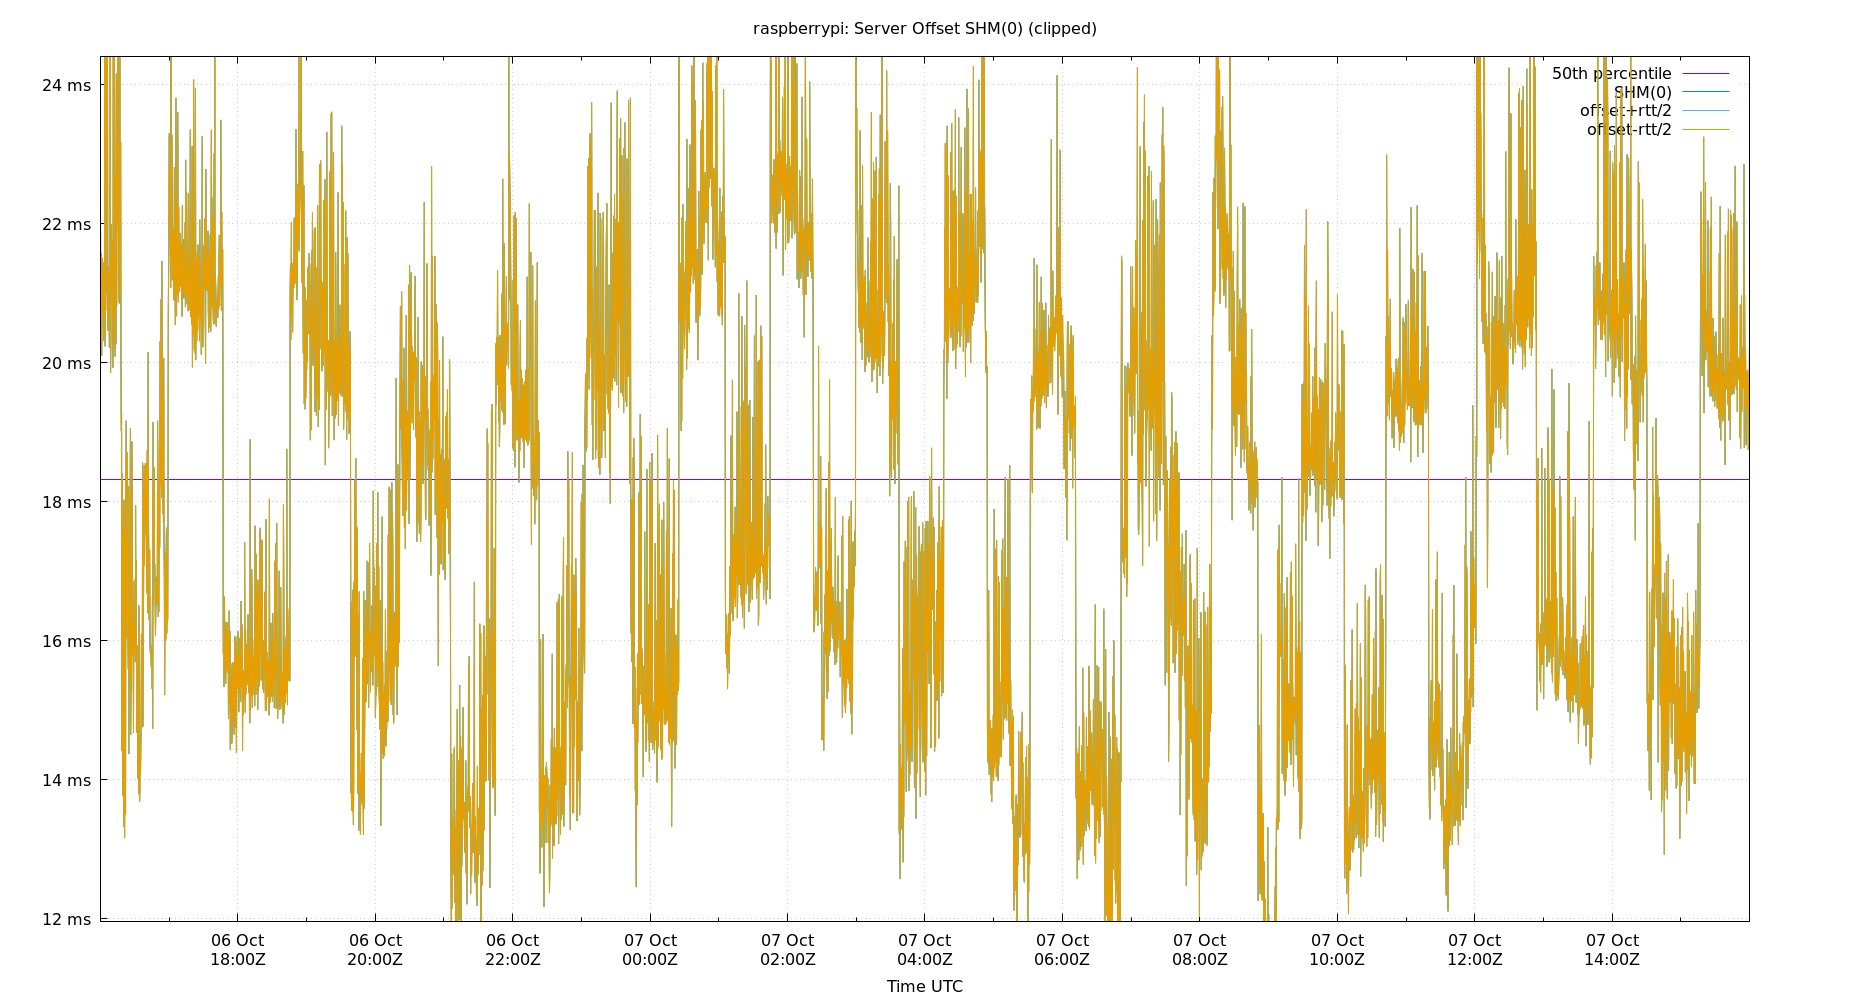 raspberrypi: Server Offset SHM(0) (clipped)
24 ms
22 ms
20 ms
18 ms
16 ms
14 ms
12 ms
50th percentile
SHM(0)
offset+rtt/2
offset-rtt/2
06 Oct
18:00Z
06 Oct
20:00Z
06 Oct
22:00Z
07 Oct
00:00Z
07 Oct
02:00Z
07 Oct
04:00Z
07 Oct
06:00Z
07 Oct
08:00Z
07 Oct
10:00Z
07 Oct
12:00Z
07 Oct
14:00Z
Time UTC